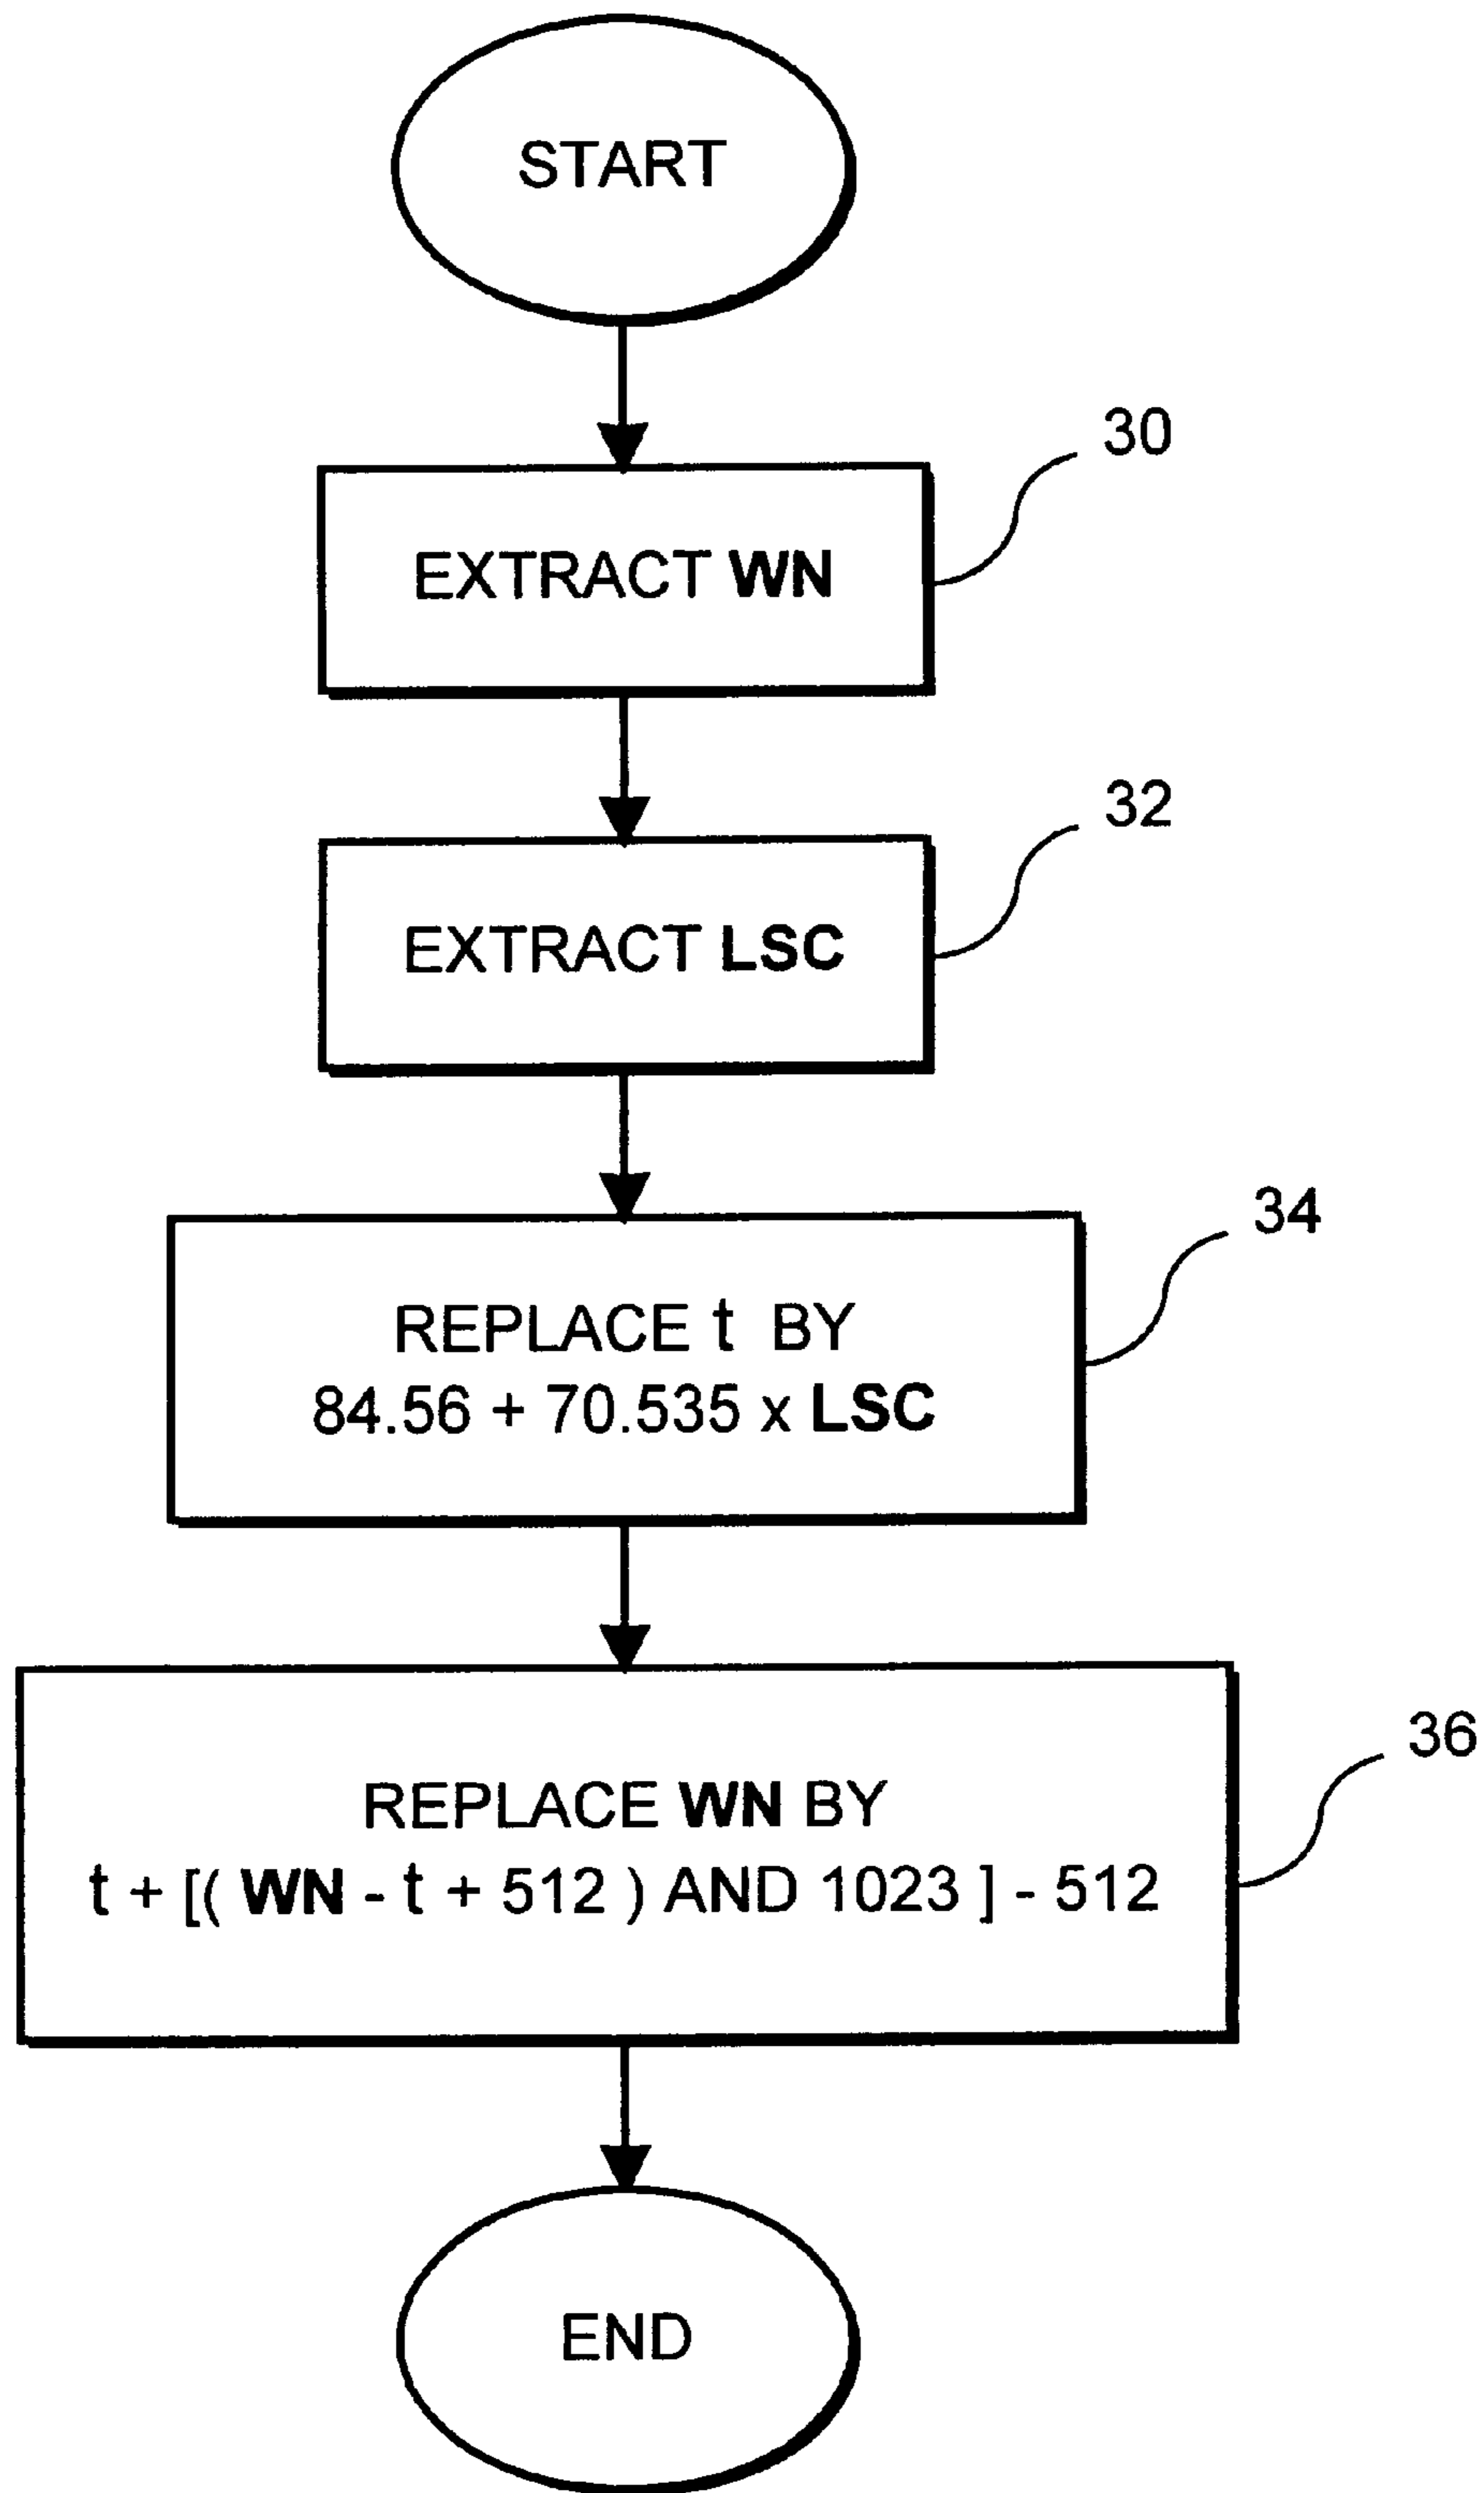 START
30
EXTRACT WN
32
EXTRACT LSC
34
REPLACE t BY
84.56 + 70.535 x LSC
36
REPLACE WN BY
t + [( WN - t + 512 ) AND 1023 ] - 512
END